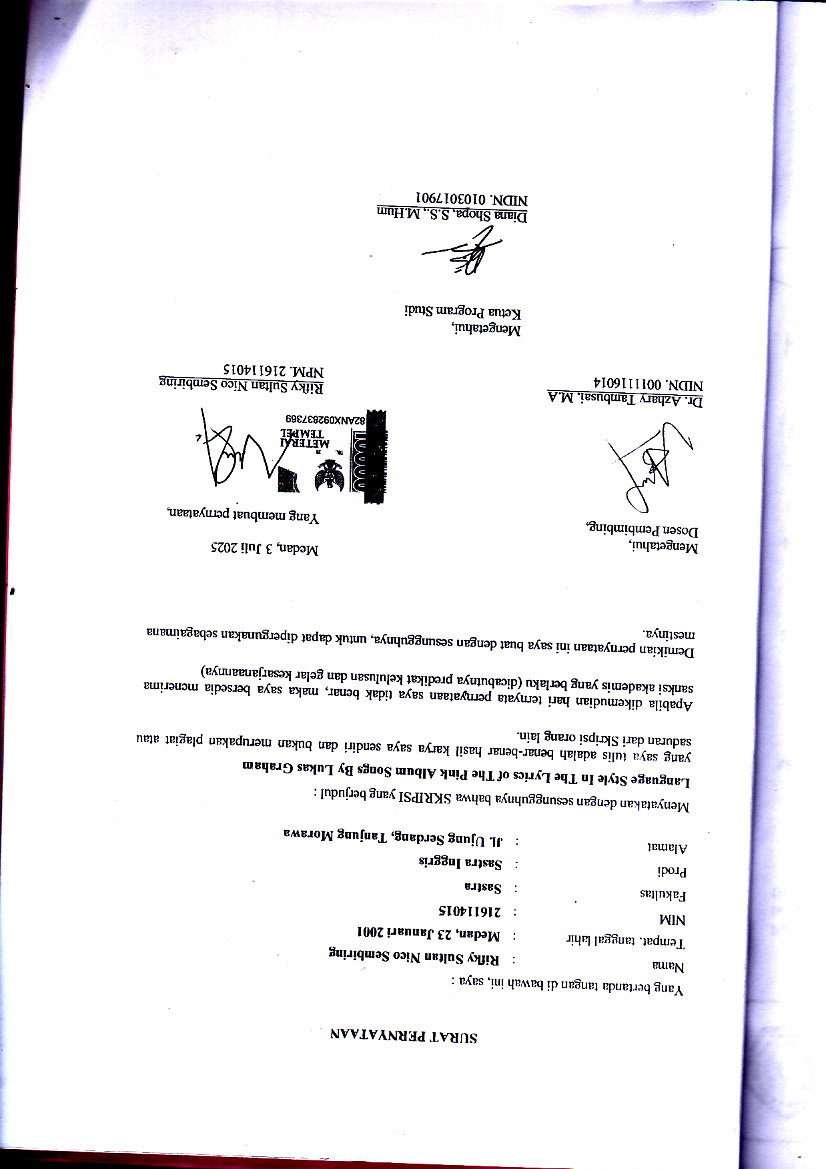 SURAT PERNYATAAN
Yang bertanda tangan di bawah ini, saya :
Nama : Rifky Sultan Nico Sembiring
Tempat. tanggal lahir : Medan, 23 Januari 2001
NIM : 216114015
Fakultas : Sastra
Prodi : Sastra Inggris
Alamat : Jl. Ujung Serdang, Tanjung Morawa
Menyatakan dengan sesungguhnya bahwa SKRIPSI yang berjudul :
Language Style In The Lyrics of The Pink Album Songs By Lukas Graham
yang saya tulis adalah benar-benar hasil karya saya sendiri dan bukan merupakan plagiat atau
saduran dari Skripsi orang lain.
Apabila dikemudian hari ternyata pernyataan saya tidak benar, maka saya bersedia menerima
sanksi akademis yang berlaku (dicabutnya predikat kelulusan dan gelar kesarjanaannya)
Demikian pernyataan ini saya buat dengan sesungguhnya, untuk dapat dipergunakan sebagaimana
mestinya.
Medan, 3 Juli 2025
Mengetahui,
Dosen Pembimbing,
Yang membuat pernyataan,
10000
METERAI
TEMPEL
82ANX092837369
Dr. Azhary Tambusai, M.A
NIDN. 0011116014
Rifky Sultan Nico Sembiring
NPM. 216114015
Mengetahui,
Ketua Program Studi
Diana Shopa, S.S., M.Hum
NIDN. 0103017901